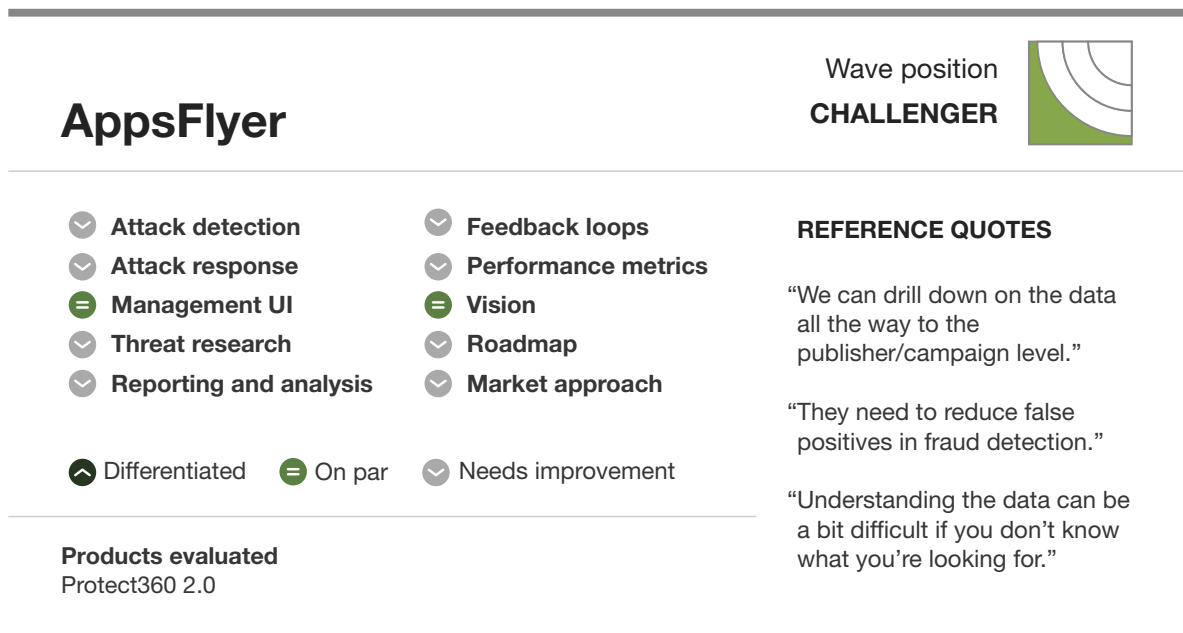 AppsFlyer
Wave position
CHALLENGER
Attack detection
Attack response
Management UI
Threat research
Reporting and analysis
Feedback loops
Performance metrics
Vision
Roadmap
Market approach
Differentiated
On par
Needs improvement
Products evaluated
Protect360 2.0
REFERENCE QUOTES
“We can drill down on the data
all the way to the
publisher/campaign level.”
“They need to reduce false
positives in fraud detection.”
“Understanding the data can be
a bit difficult if you don’t know
what you’re looking for.”